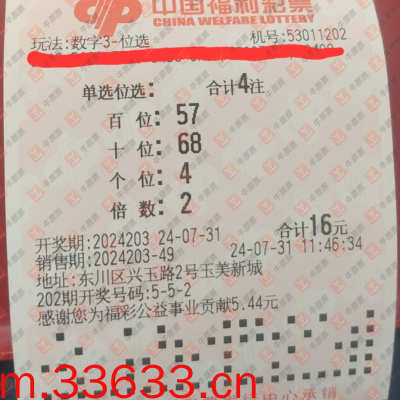 中国福利彩票
CHINA WELFARE LOTTERY
玩法:数字3-位选 机号:53011202
单选位选: 合计4注
百 位: 57
十 位: 68
个 位: 4
倍 数: 2
合计16元
开奖期:2024203 24-07-31
销售期:2024203-49 24-07-31 11:46:34
地址:东川区兴玉路2号玉美新城
202期开奖号码:5-5-2
感谢您为福彩公益事业贡献5.44元
m.33633.cn